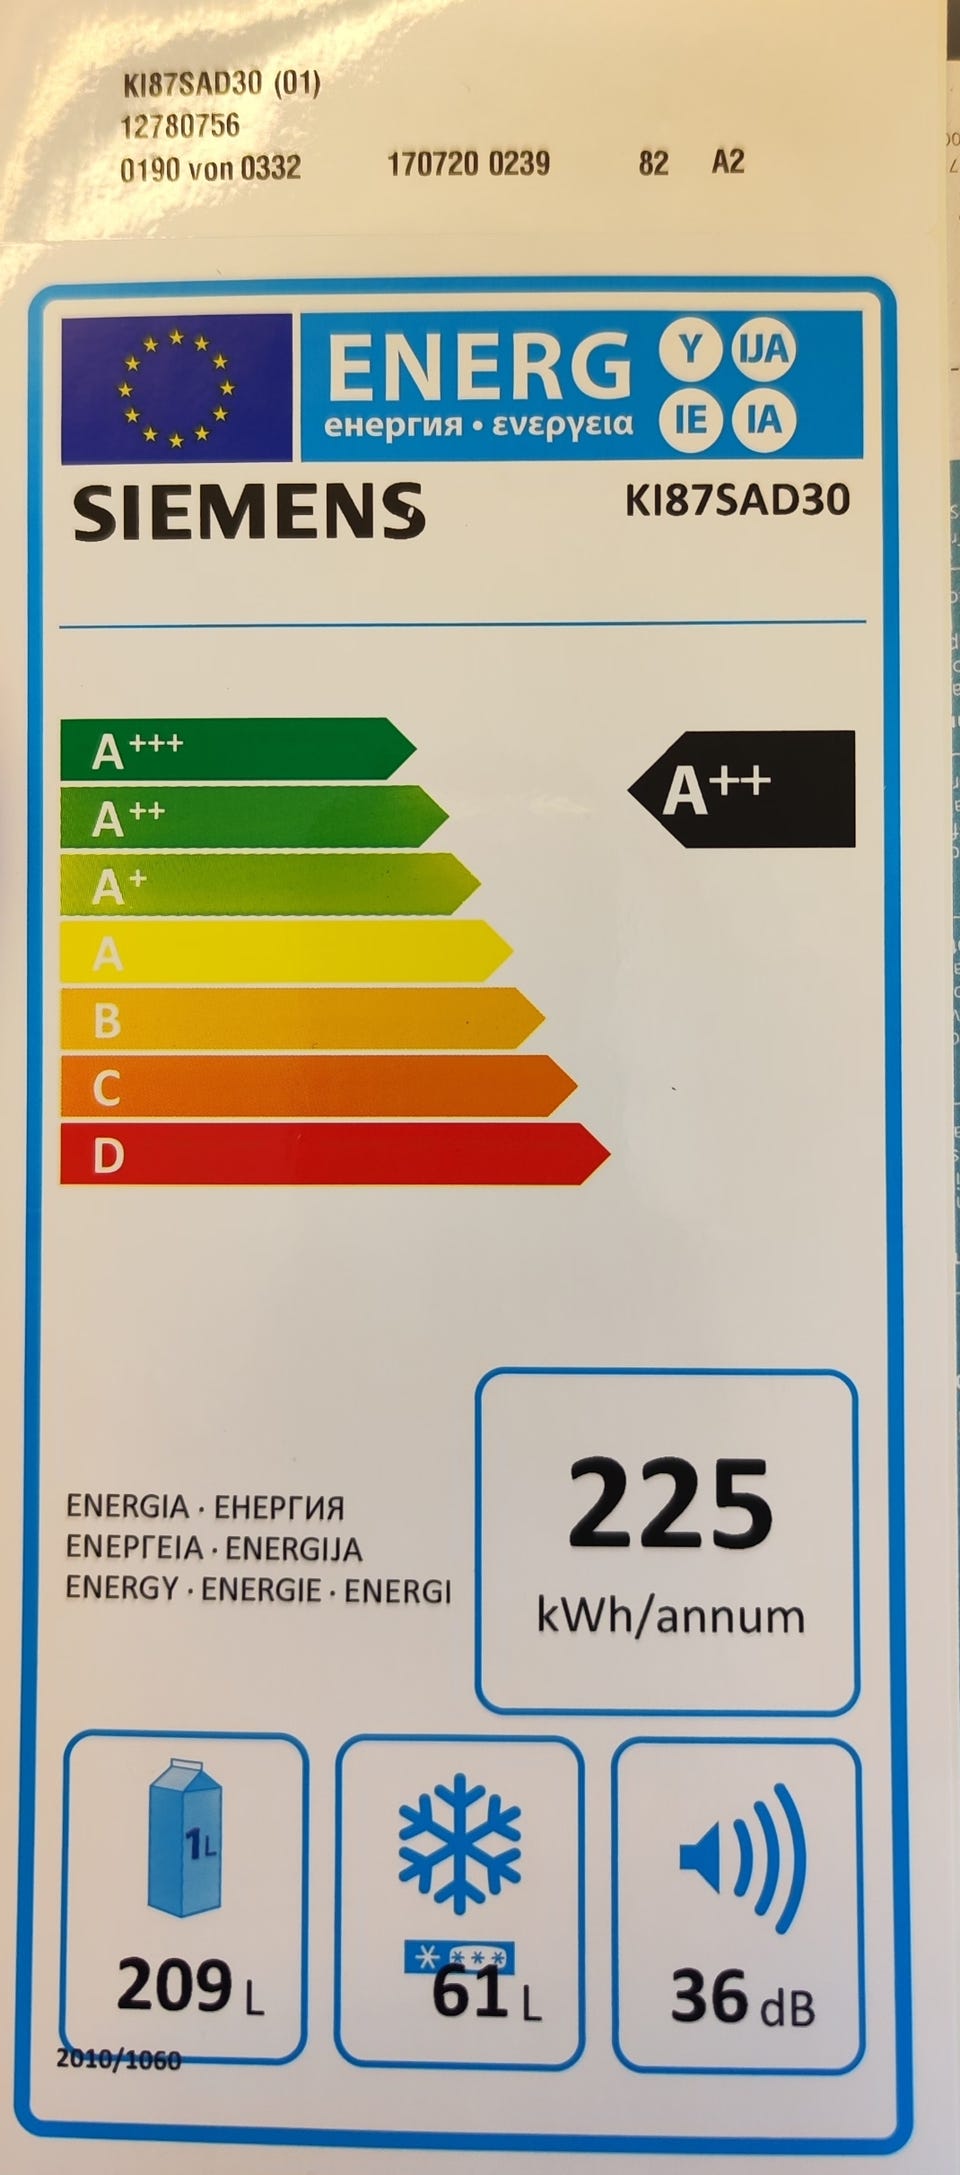 KI87SAD30 (01)
12780756
0190 von 0332 170720 0239 82 A2
ENERG Y IJA
енергия · ενεργεια IE IA
SIEMENS KI87SAD30
A+++
A++
A++
A+
A
B
C
D
225
kWh/annum
ENERGIA · ЕНЕРГИЯ
ΕΝΕΡΓΕΙΑ · ENERGIJA
ENERGY · ENERGIE · ENERGI
1L
209 L
61 L
36 dB
2010/1060